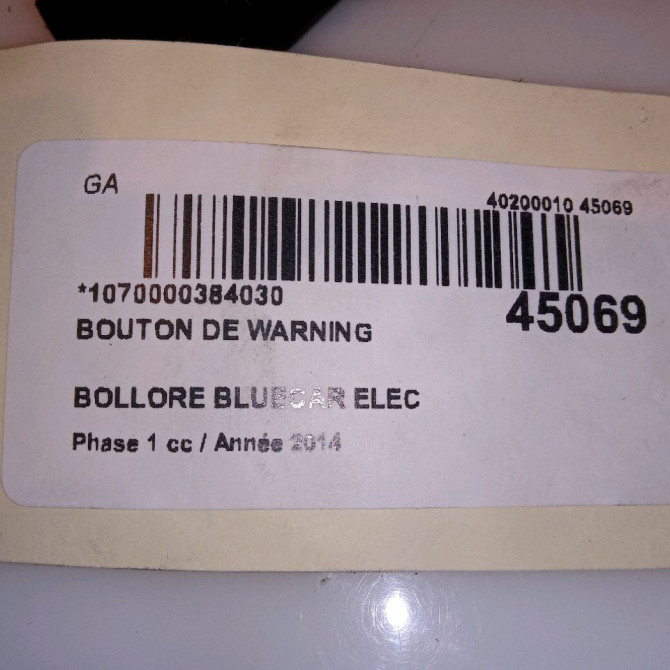 GA
40200010 45069
*1070000384030
45069
BOUTON DE WARNING
BOLLORE BLUECAR ELEC
Phase 1 cc / Année 2014